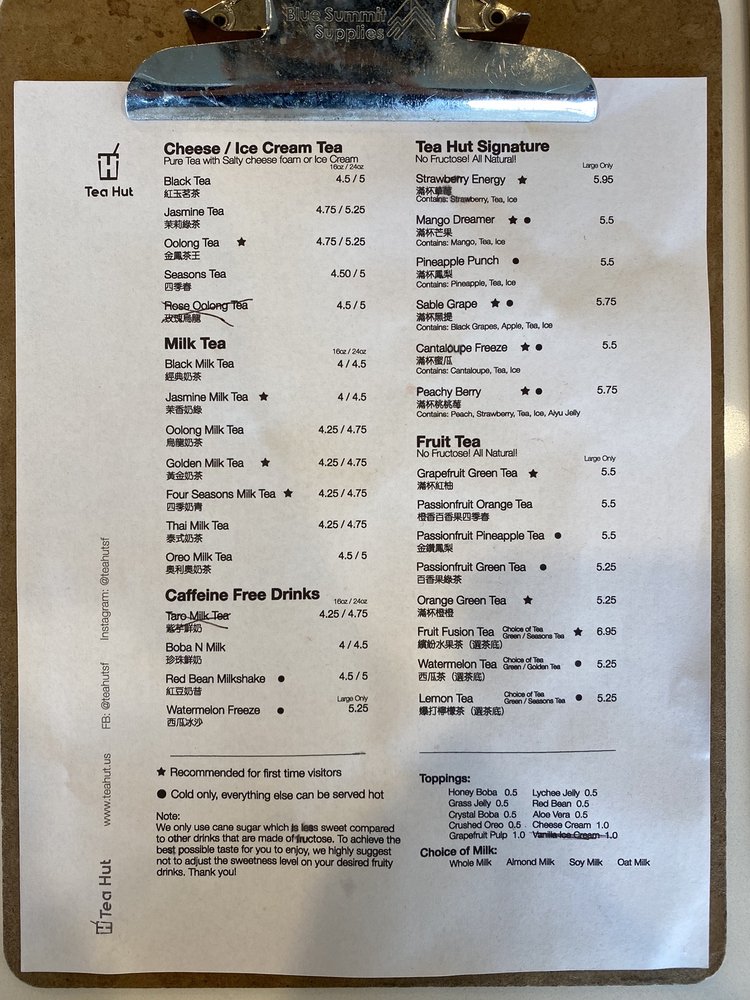 Blue Summit
Supplies
Tea Hut
Cheese / Ice Cream Tea
Pure Tea with Salty cheese foam or Ice Cream
16oz / 24oz
Black Tea 4.5 / 5
紅玉茗茶
Jasmine Tea 4.75 / 5.25
茉莉綠茶
Oolong Tea ★ 4.75 / 5.25
金鳳茶王
Seasons Tea 4.50 / 5
四季春
Rose Oolong Tea 4.5 / 5
玫瑰烏龍
Milk Tea
16oz / 24oz
Black Milk Tea 4 / 4.5
經典奶茶
Jasmine Milk Tea ★ 4 / 4.5
茉香奶綠
Oolong Milk Tea 4.25 / 4.75
烏龍奶茶
Golden Milk Tea ★ 4.25 / 4.75
黃金奶茶
Four Seasons Milk Tea ★ 4.25 / 4.75
四季奶青
Thai Milk Tea 4.25 / 4.75
泰式奶茶
Oreo Milk Tea 4.5 / 5
奧利奧奶茶
Caffeine Free Drinks
16oz / 24oz
Taro Milk Tea 4.25 / 4.75
紫芋鮮奶
Boba N Milk 4 / 4.5
珍珠鮮奶
Red Bean Milkshake ● 4.5 / 5
紅豆奶昔
Large Only
Watermelon Freeze ● 5.25
西瓜冰沙
★ Recommended for first time visitors
● Cold only, everything else can be served hot
Note:
We only use cane sugar which is less sweet compared
to other drinks that are made of fructose. To achieve the
best possible taste for you to enjoy, we highly suggest
not to adjust the sweetness level on your desired fruity
drinks. Thank you!
Tea Hut Signature
No Fructose! All Natural!
Large Only
Strawberry Energy ★ 5.95
滿杯草莓
Contains: Strawberry, Tea, Ice
Mango Dreamer ★ ● 5.5
滿杯芒果
Contains: Mango, Tea, Ice
Pineapple Punch ● 5.5
滿杯鳳梨
Contains: Pineapple, Tea, Ice
Sable Grape ★ ● 5.75
滿杯黑提
Contains: Black Grapes, Apple, Tea, Ice
Cantaloupe Freeze ★ ● 5.5
滿杯蜜瓜
Contains: Cantaloupe, Tea, Ice
Peachy Berry ★ ● 5.75
滿杯桃桃莓
Contains: Peach, Strawberry, Tea, Ice, Aiyu Jelly
Fruit Tea
No Fructose! All Natural!
Large Only
Grapefruit Green Tea ★ 5.5
滿杯紅柚
Passionfruit Orange Tea 5.5
橙香百香果四季春
Passionfruit Pineapple Tea ● 5.5
金鑽鳳梨
Passionfruit Green Tea ● 5.25
百香果綠茶
Orange Green Tea ★ 5.25
滿杯橙橙
Fruit Fusion Tea Choice of Tea Green / Seasons Tea ★ 6.95
繽紛水果茶（選茶底）
Watermelon Tea Choice of Tea Green / Golden Tea ● 5.25
西瓜茶（選茶底）
Lemon Tea Choice of Tea Green / Seasons Tea ● 5.25
爆打檸檬茶（選茶底）
Toppings:
Honey Boba 0.5 Lychee Jelly 0.5
Grass Jelly 0.5 Red Bean 0.5
Crystal Boba 0.5 Aloe Vera 0.5
Crushed Oreo 0.5 Cheese Cream 1.0
Grapefruit Pulp 1.0 Vanilla Ice Cream 1.0
Choice of Milk:
Whole Milk Almond Milk Soy Milk Oat Milk
Tea Hut www.teahut.us FB: @teahutsf Instagram: @teahutsf